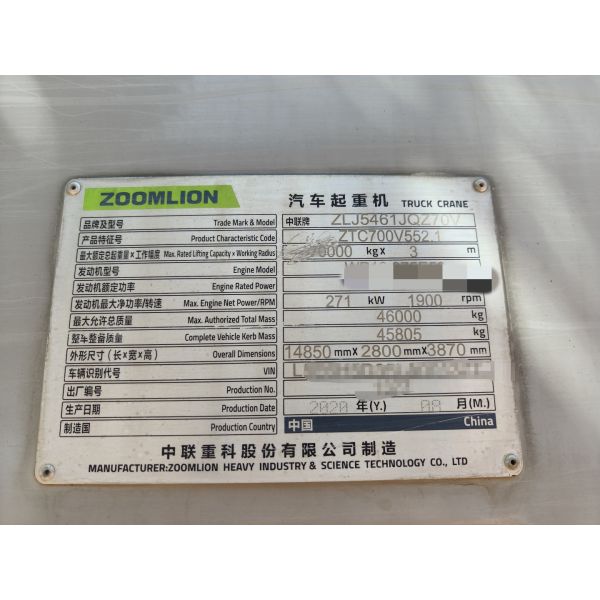 ZOOMLION 汽车起重机 TRUCK CRANE
品牌及型号 Trade Mark & Model 中联牌 ZLJ5461JQZ70V
产品特征号 Product Characteristic Code ZTC700V552.1
最大额定总起重量×工作幅度 Max. Rated Lifting Capacity × Working Radius 70000 kg x 3 m
发动机型号 Engine Model
发动机额定功率 Engine Rated Power
发动机最大净功率/转速 Max. Engine Net Power/RPM 271 kW 1900 rpm
最大允许总质量 Max. Authorized Total Mass 46000 kg
整车整备质量 Complete Vehicle Kerb Mass 45805 kg
外形尺寸（长×宽×高） Overall Dimensions 14850 mm× 2800 mm× 3870 mm
车辆识别代号 VIN
出厂编号 Production No.
生产日期 Production Date 2020 年(Y.) 08 月(M.)
制造国 Production Country 中国 China
中联重科股份有限公司制造
MANUFACTURER:ZOOMLION HEAVY INDUSTRY & SCIENCE TECHNOLOGY CO., LTD